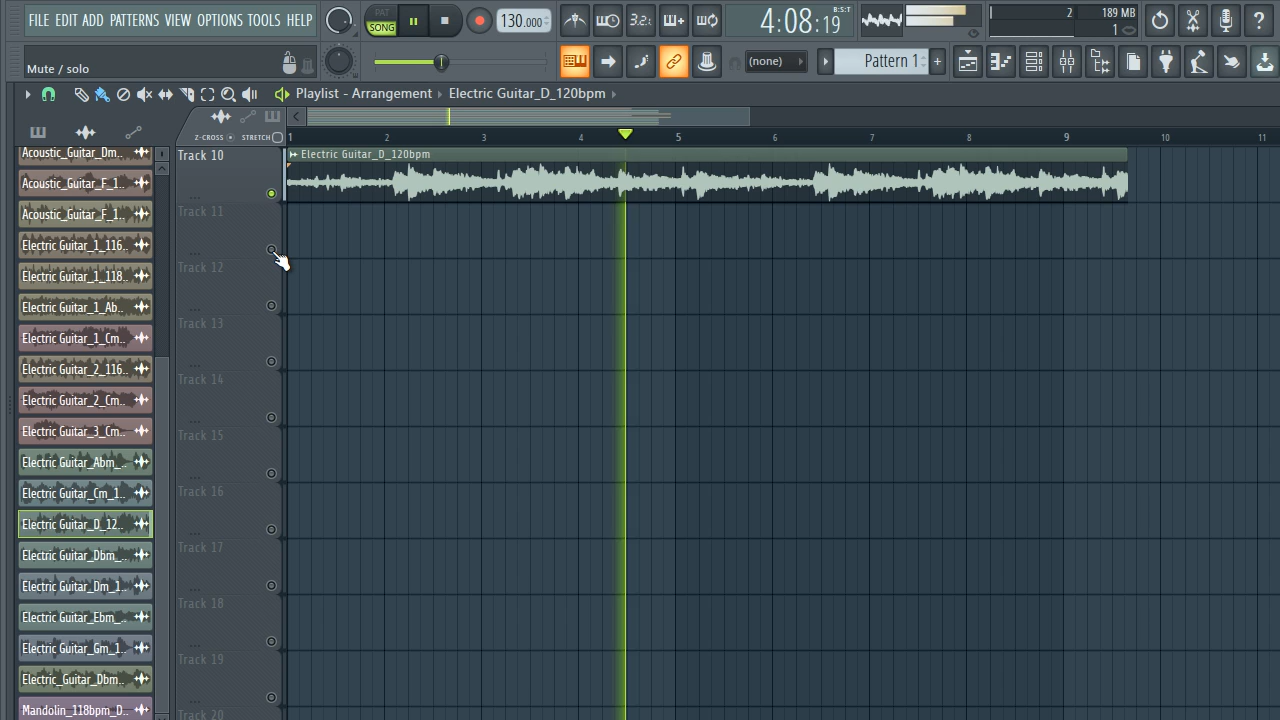 FILE EDIT ADD PATTERNS VIEW OPTIONS TOOLS HELP
PAT
SONG
130.000
3.2.
4:08:19
B:S:T
2
189 MB
1
Mute / solo
(none)
Pattern 1
+
Playlist - Arrangement › Electric Guitar_D_120bpm ›
Z-CROSS
STRETCH
1 2 3 4 5 6 7 8 9 10 11
Acoustic_Guitar_Dm..
Acoustic_Guitar_F_1..
Acoustic_Guitar_F_1..
Electric Guitar_1_116..
Electric Guitar_1_118..
Electric Guitar_1_Ab..
Electric Guitar_1_Cm..
Electric Guitar_2_116..
Electric Guitar_2_Cm..
Electric Guitar_3_Cm..
Electric Guitar_Abm_..
Electric Guitar_Cm_1..
Electric Guitar_D_12..
Electric Guitar_Dbm_..
Electric Guitar_Dm_1..
Electric Guitar_Ebm_..
Electric Guitar_Gm_1..
Electric_Guitar_Dbm..
Mandolin_118bpm_D..
Track 10
Electric Guitar_D_120bpm
Track 11
Track 12
Track 13
Track 14
Track 15
Track 16
Track 17
Track 18
Track 19
Track 20